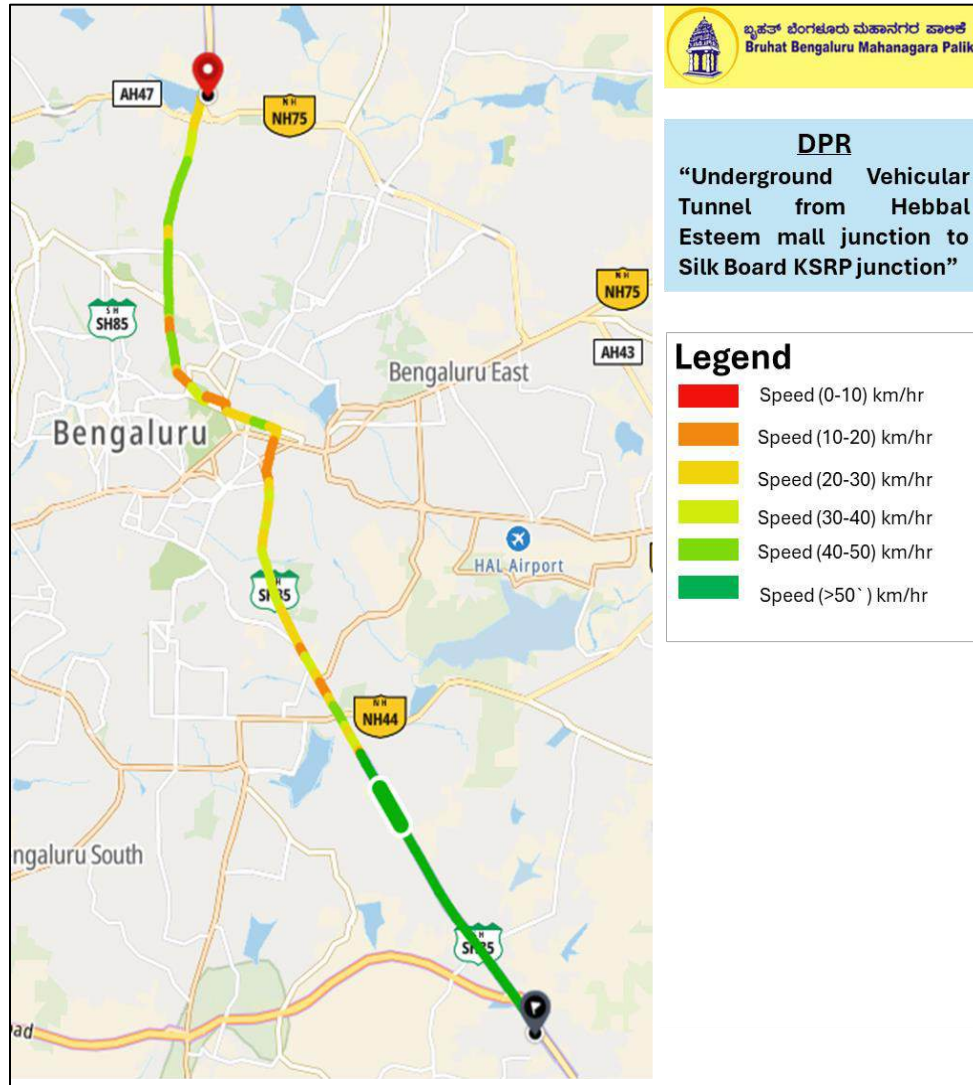 AH47
NH
NH75
SH
SH85
NH
NH75
AH43
Bengaluru East
Bengaluru
HAL Airport
SH
NH
NH44
ngaluru South
SH
ad
ಬೃಹತ್ ಬೆಂಗಳೂರು ಮಹಾನಗರ ಪಾಲಿಕೆ
Bruhat Bengaluru Mahanagara Palik
DPR
“Underground Vehicular
Tunnel from Hebbal
Esteem mall junction to
Silk Board KSRP junction”
Legend
Speed (0-10) km/hr
Speed (10-20) km/hr
Speed (20-30) km/hr
Speed (30-40) km/hr
Speed (40-50) km/hr
Speed (>50`) km/hr